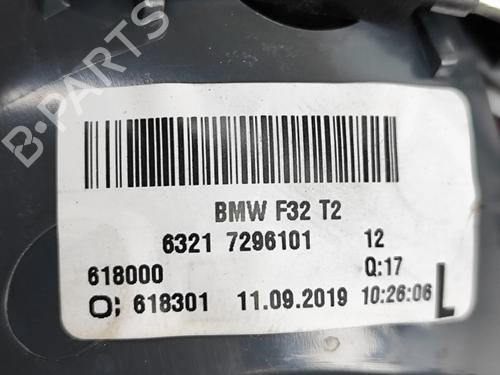 B-PARTS
BMW F32 T2
6321 7296101 12
618000 Q:17
O; 618301 11.09.2019 10:26:06 L